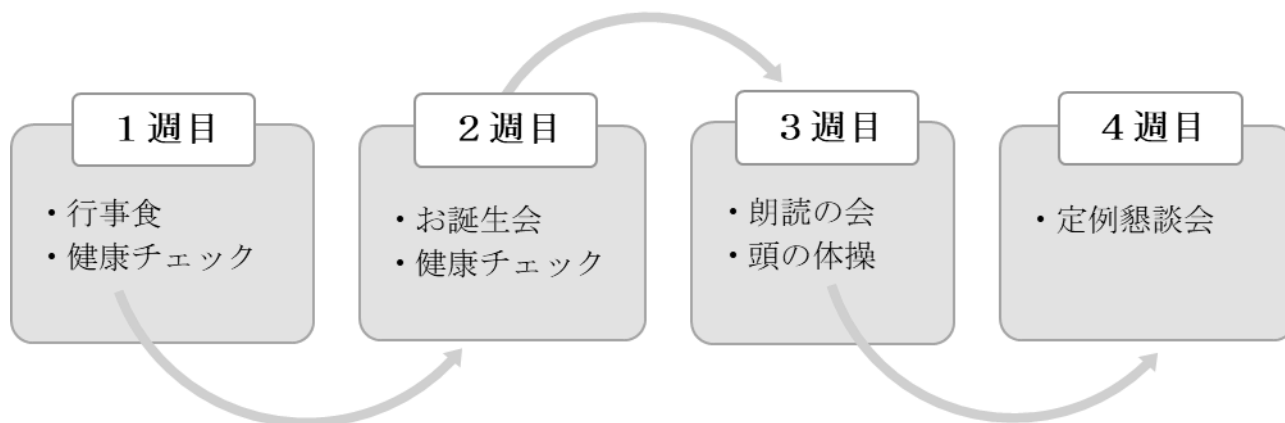 1週目
・行事食
・健康チェック
2週目
・お誕生会
・健康チェック
3週目
・朗読の会
・頭の体操
4週目
・定例懇談会